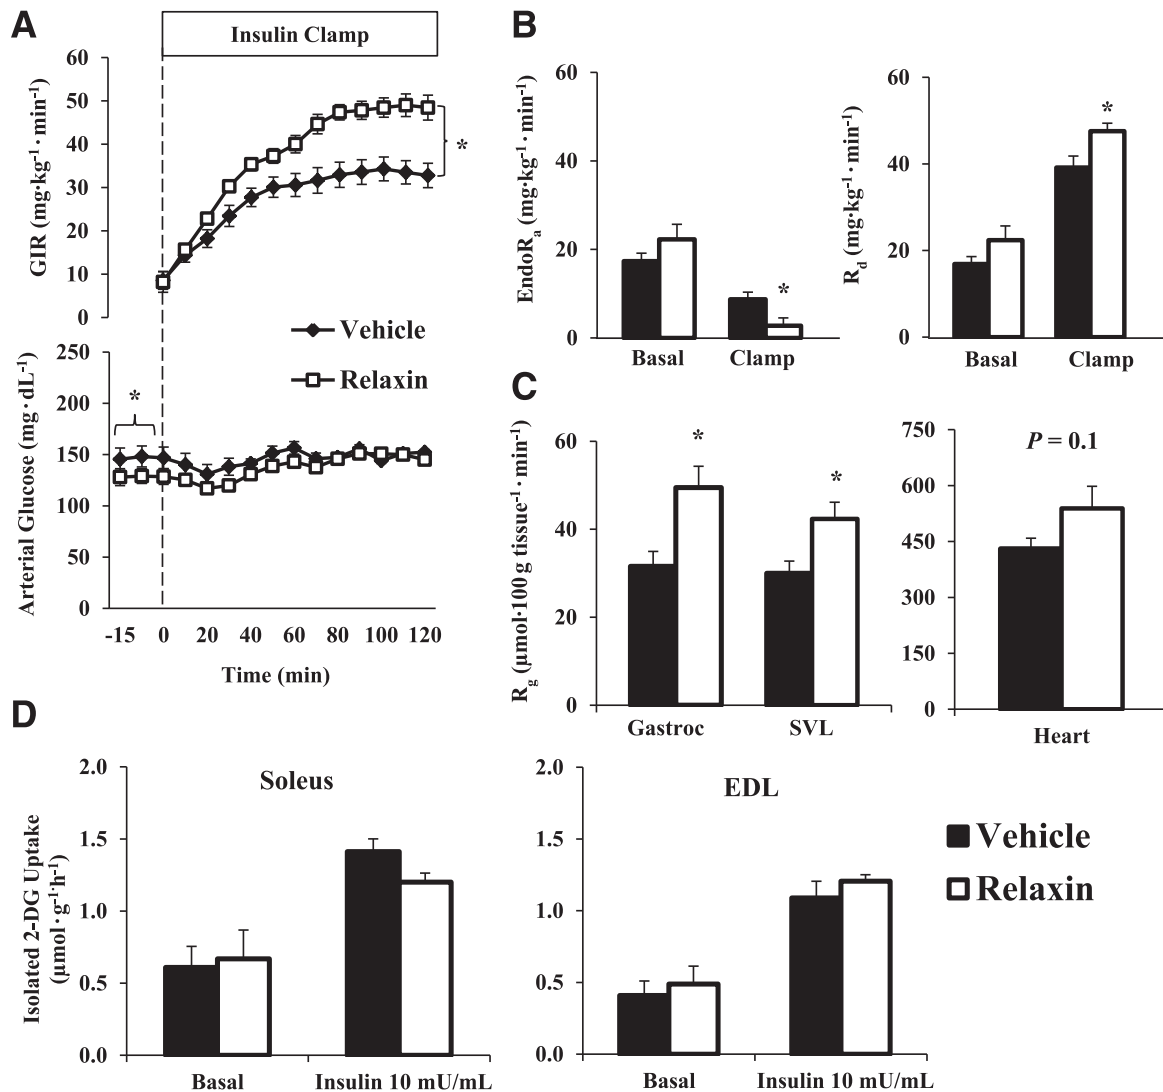 A
Insulin Clamp
GIR (mg·kg⁻¹·min⁻¹)
60
50
40
30
20
10
0
*
Vehicle
Relaxin
Arterial Glucose (mg·dL⁻¹)
250
200
150
100
50
0
*
-15 0 20 40 60 80 100 120
Time (min)
B
EndoRₐ (mg·kg⁻¹·min⁻¹)
60
40
20
0
*
Basal Clamp
R_d (mg·kg⁻¹·min⁻¹)
60
40
20
0
*
Basal Clamp
C
R_g (μmol·100 g tissue⁻¹·min⁻¹)
60
40
20
0
* *
Gastroc SVL
750
600
450
300
150
0
P = 0.1
Heart
D
Isolated 2-DG Uptake
(μmol·g⁻¹·h⁻¹)
2.0
1.5
1.0
0.5
0.0
Soleus
Basal Insulin 10 mU/mL
2.0
1.5
1.0
0.5
0.0
EDL
Basal Insulin 10 mU/mL
Vehicle
Relaxin